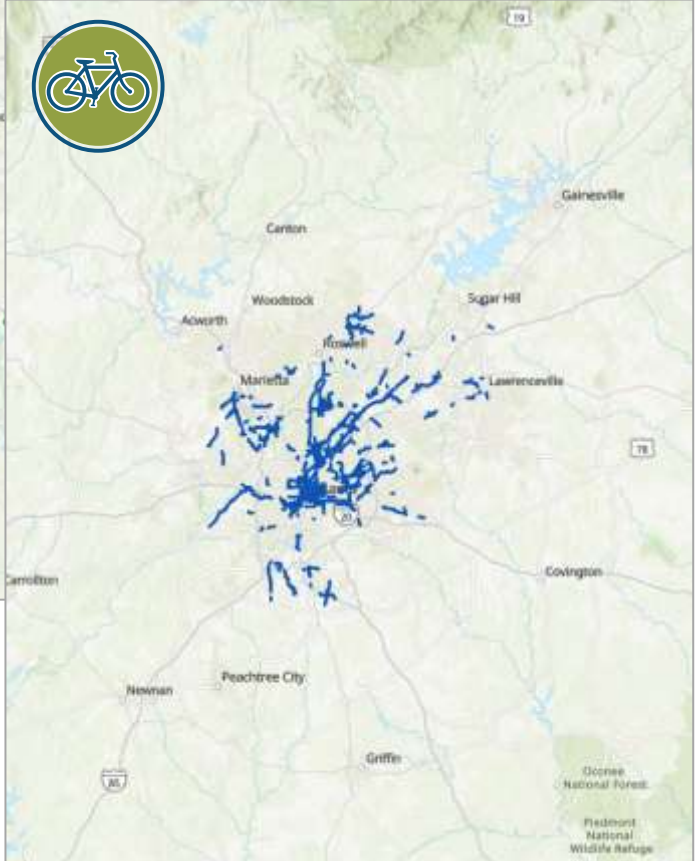 19
Gainesville
Canton
Woodstock
Sugar Hill
Acworth
Roswell
Marietta
Lawrenceville
78
20
Covington
Carrollton
Peachtree City
Newnan
Griffin
85
Oconee
National Forest
Piedmont
National
Wildlife Refuge